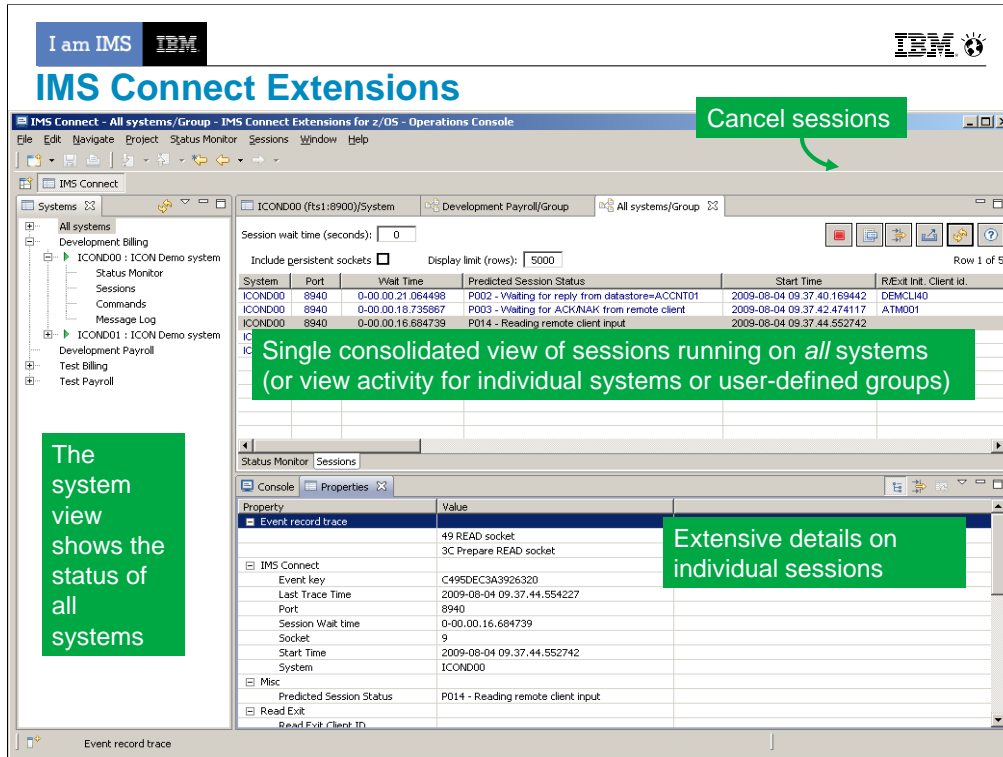 I am IMS IBM
IBM
IMS Connect Extensions
IMS Connect - All systems/Group - IMS Connect Extensions for z/OS - Operations Console
Cancel sessions
File Edit Navigate Project Status Monitor Sessions Window Help
IMS Connect
Systems
All systems
Development Billing
ICOND00 : ICON Demo system
Status Monitor
Sessions
Commands
Message Log
ICOND01 : ICON Demo system
Development Payroll
Test Billing
Test Payroll
The
system
view
shows the
status of
all
systems
ICOND00 (fts1:8900)/System Development Payroll/Group All systems/Group
Session wait time (seconds): 0
Include persistent sockets Display limit (rows): 5000 Row 1 of 5
System Port Wait Time Predicted Session Status Start Time R/Exit Init. Client id.
ICOND00 8940 0-00.00.21.064498 P002 - Waiting for reply from datastore=ACCNT01 2009-08-04 09.37.40.169442 DEMCLI40
ICOND00 8940 0-00.00.18.735867 P003 - Waiting for ACK/NAK from remote client 2009-08-04 09.37.42.474117 ATM001
ICOND00 8940 0-00.00.16.684739 P014 - Reading remote client input 2009-08-04 09.37.44.552742
IC
IC
Single consolidated view of sessions running on all systems
(or view activity for individual systems or user-defined groups)
Status Monitor Sessions
Console Properties
Property Value
Event record trace
49 READ socket
3C Prepare READ socket
Extensive details on
individual sessions
IMS Connect
Event key C495DEC3A3926320
Last Trace Time 2009-08-04 09.37.44.554227
Port 8940
Session Wait time 0-00.00.16.684739
Socket 9
Start Time 2009-08-04 09.37.44.552742
System ICOND00
Misc
Predicted Session Status P014 - Reading remote client input
Read Exit
Read Exit Client ID
Event record trace